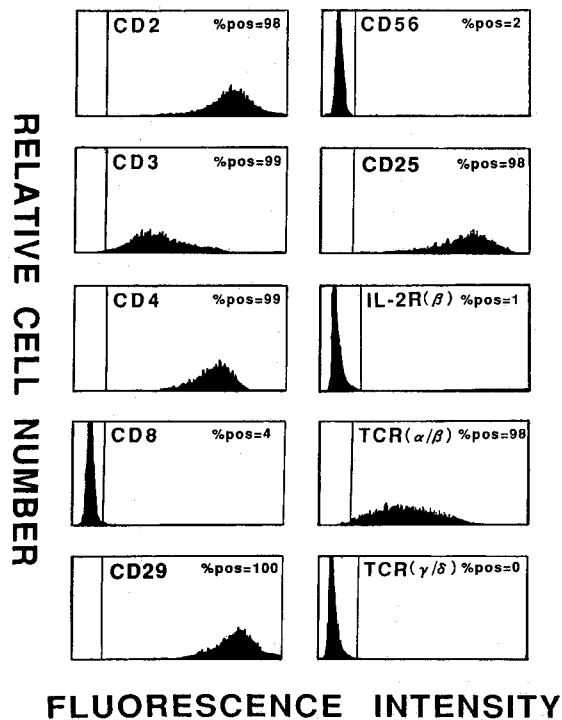 CD2 %pos=98
CD56 %pos=2
CD3 %pos=99
CD25 %pos=98
CD4 %pos=99
IL-2R(β) %pos=1
CD8 %pos=4
TCR(α/β) %pos=98
CD29 %pos=100
TCR(γ/δ) %pos=0
RELATIVE CELL NUMBER
FLUORESCENCE INTENSITY